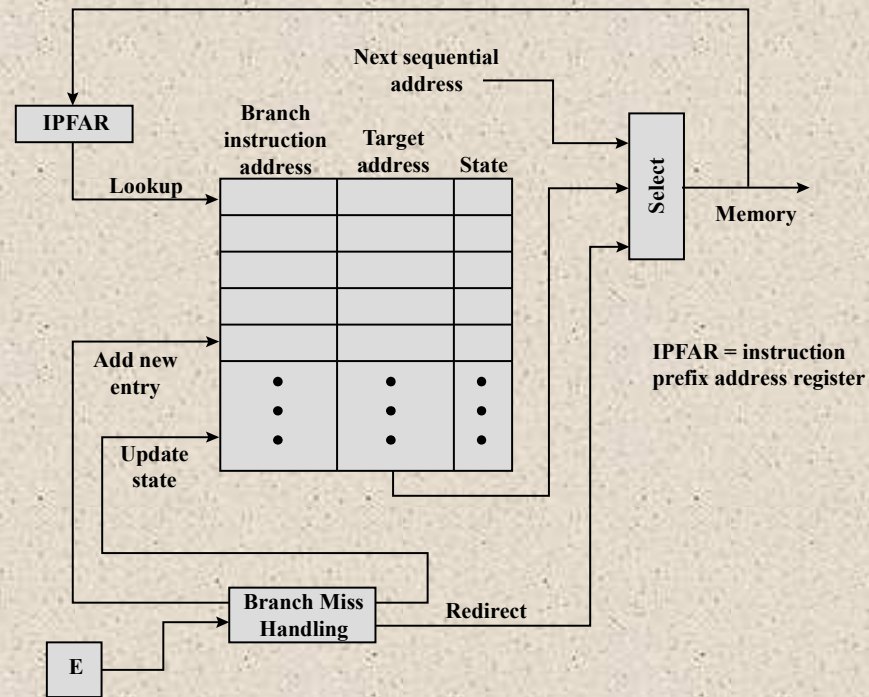 Next sequential
address
IPFAR
Branch
instruction
address
Target
address
State
Lookup
Select
Memory
Add new
entry
IPFAR = instruction
prefix address register
Update
state
Branch Miss
Handling
Redirect
E